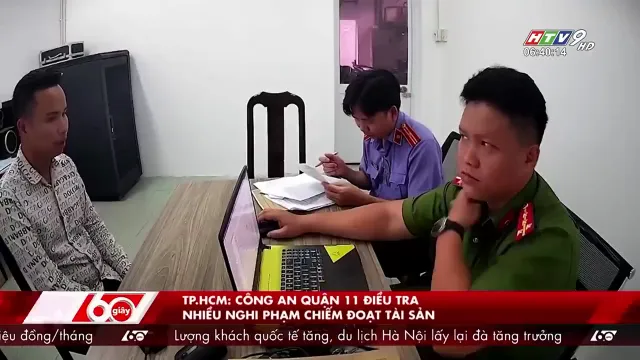 HTV9 HD
06:40:14
60 giây
TP.HCM: CÔNG AN QUẬN 11 ĐIỀU TRA
NHIỀU NGHI PHẠM CHIẾM ĐOẠT TÀI SẢN
iệu đồng/tháng 60giây Lượng khách quốc tế tăng, du lịch Hà Nội lấy lại đà tăng trưởng 60giây